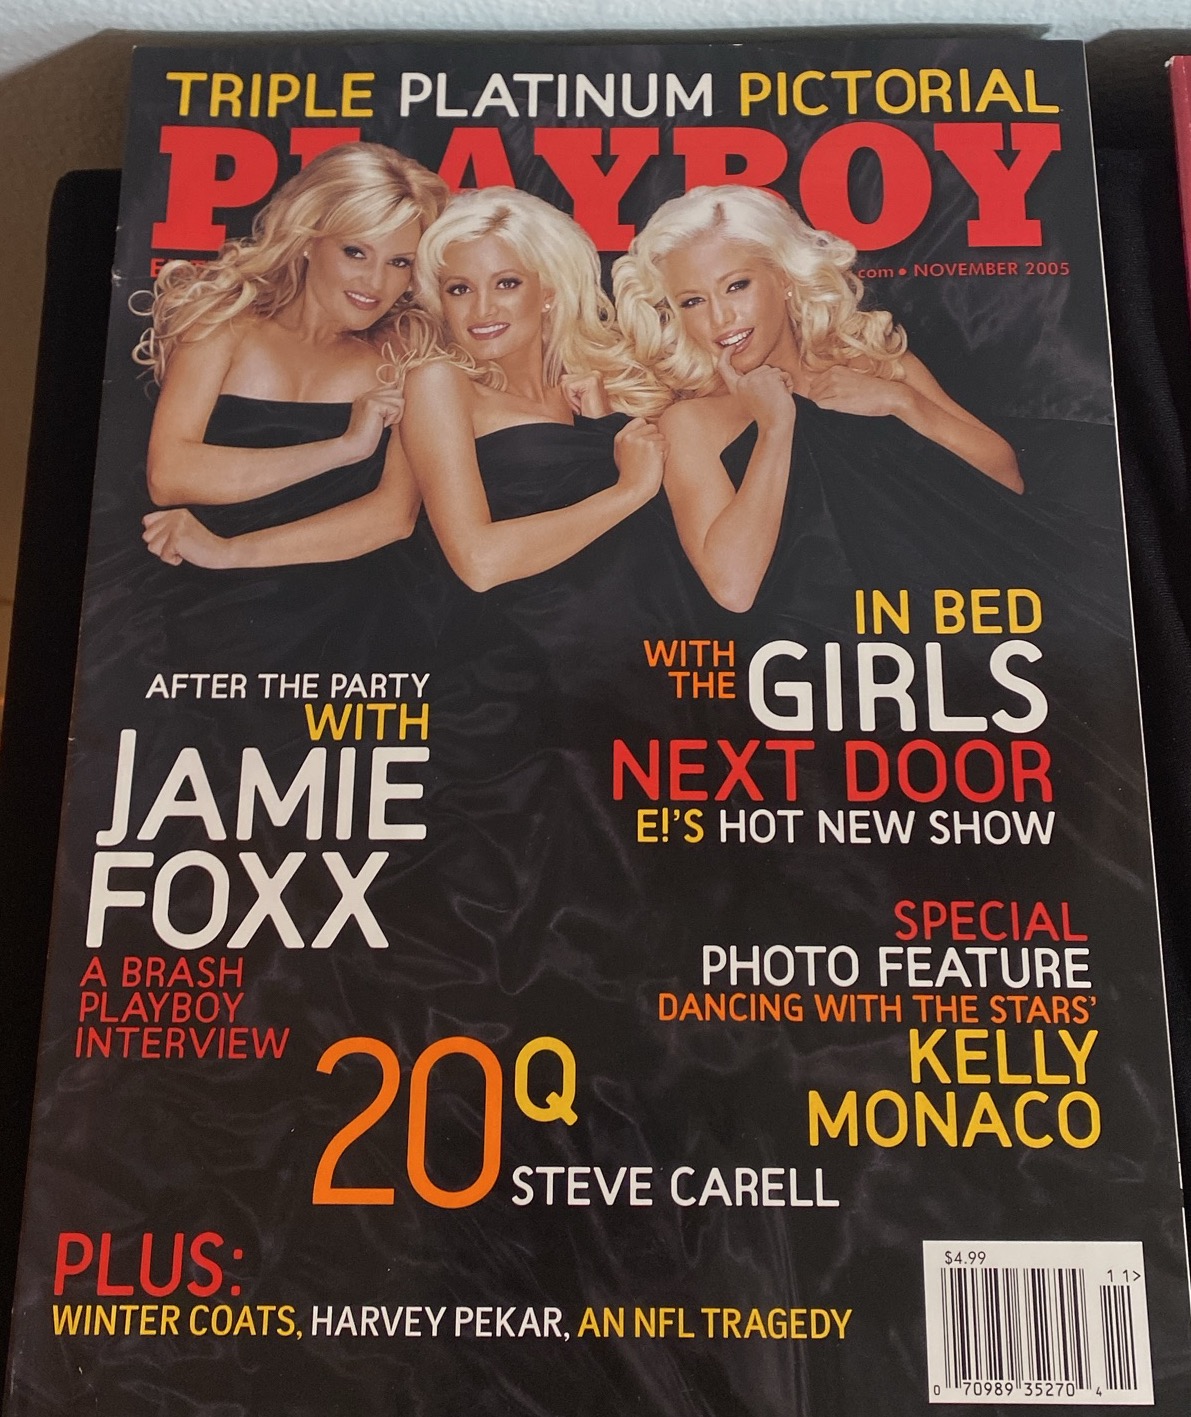 TRIPLE PLATINUM PICTORIAL
PLAYBOY
.com • NOVEMBER 2005
IN BED
WITH THE GIRLS
NEXT DOOR
E!'S HOT NEW SHOW
AFTER THE PARTY
WITH
JAMIE
FOXX
A BRASH
PLAYBOY
INTERVIEW
SPECIAL
PHOTO FEATURE
DANCING WITH THE STARS'
KELLY
MONACO
20Q
STEVE CARELL
PLUS:
WINTER COATS, HARVEY PEKAR, AN NFL TRAGEDY
$4.99
11>
0 70989 35270 4